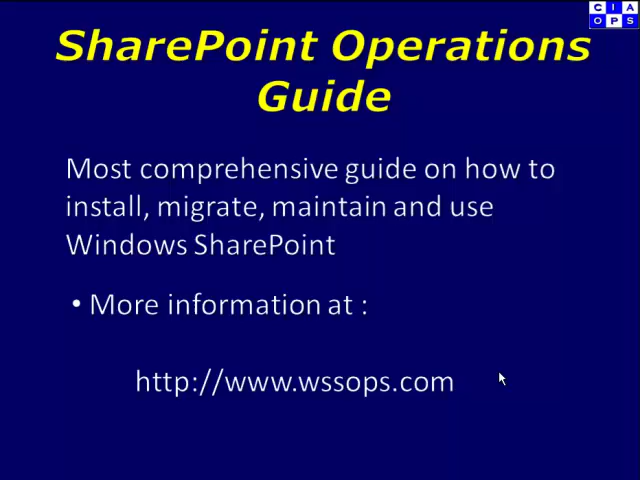 CIA
OPS
SharePoint Operations
Guide
Most comprehensive guide on how to
install, migrate, maintain and use
Windows SharePoint
• More information at :
http://www.wssops.com